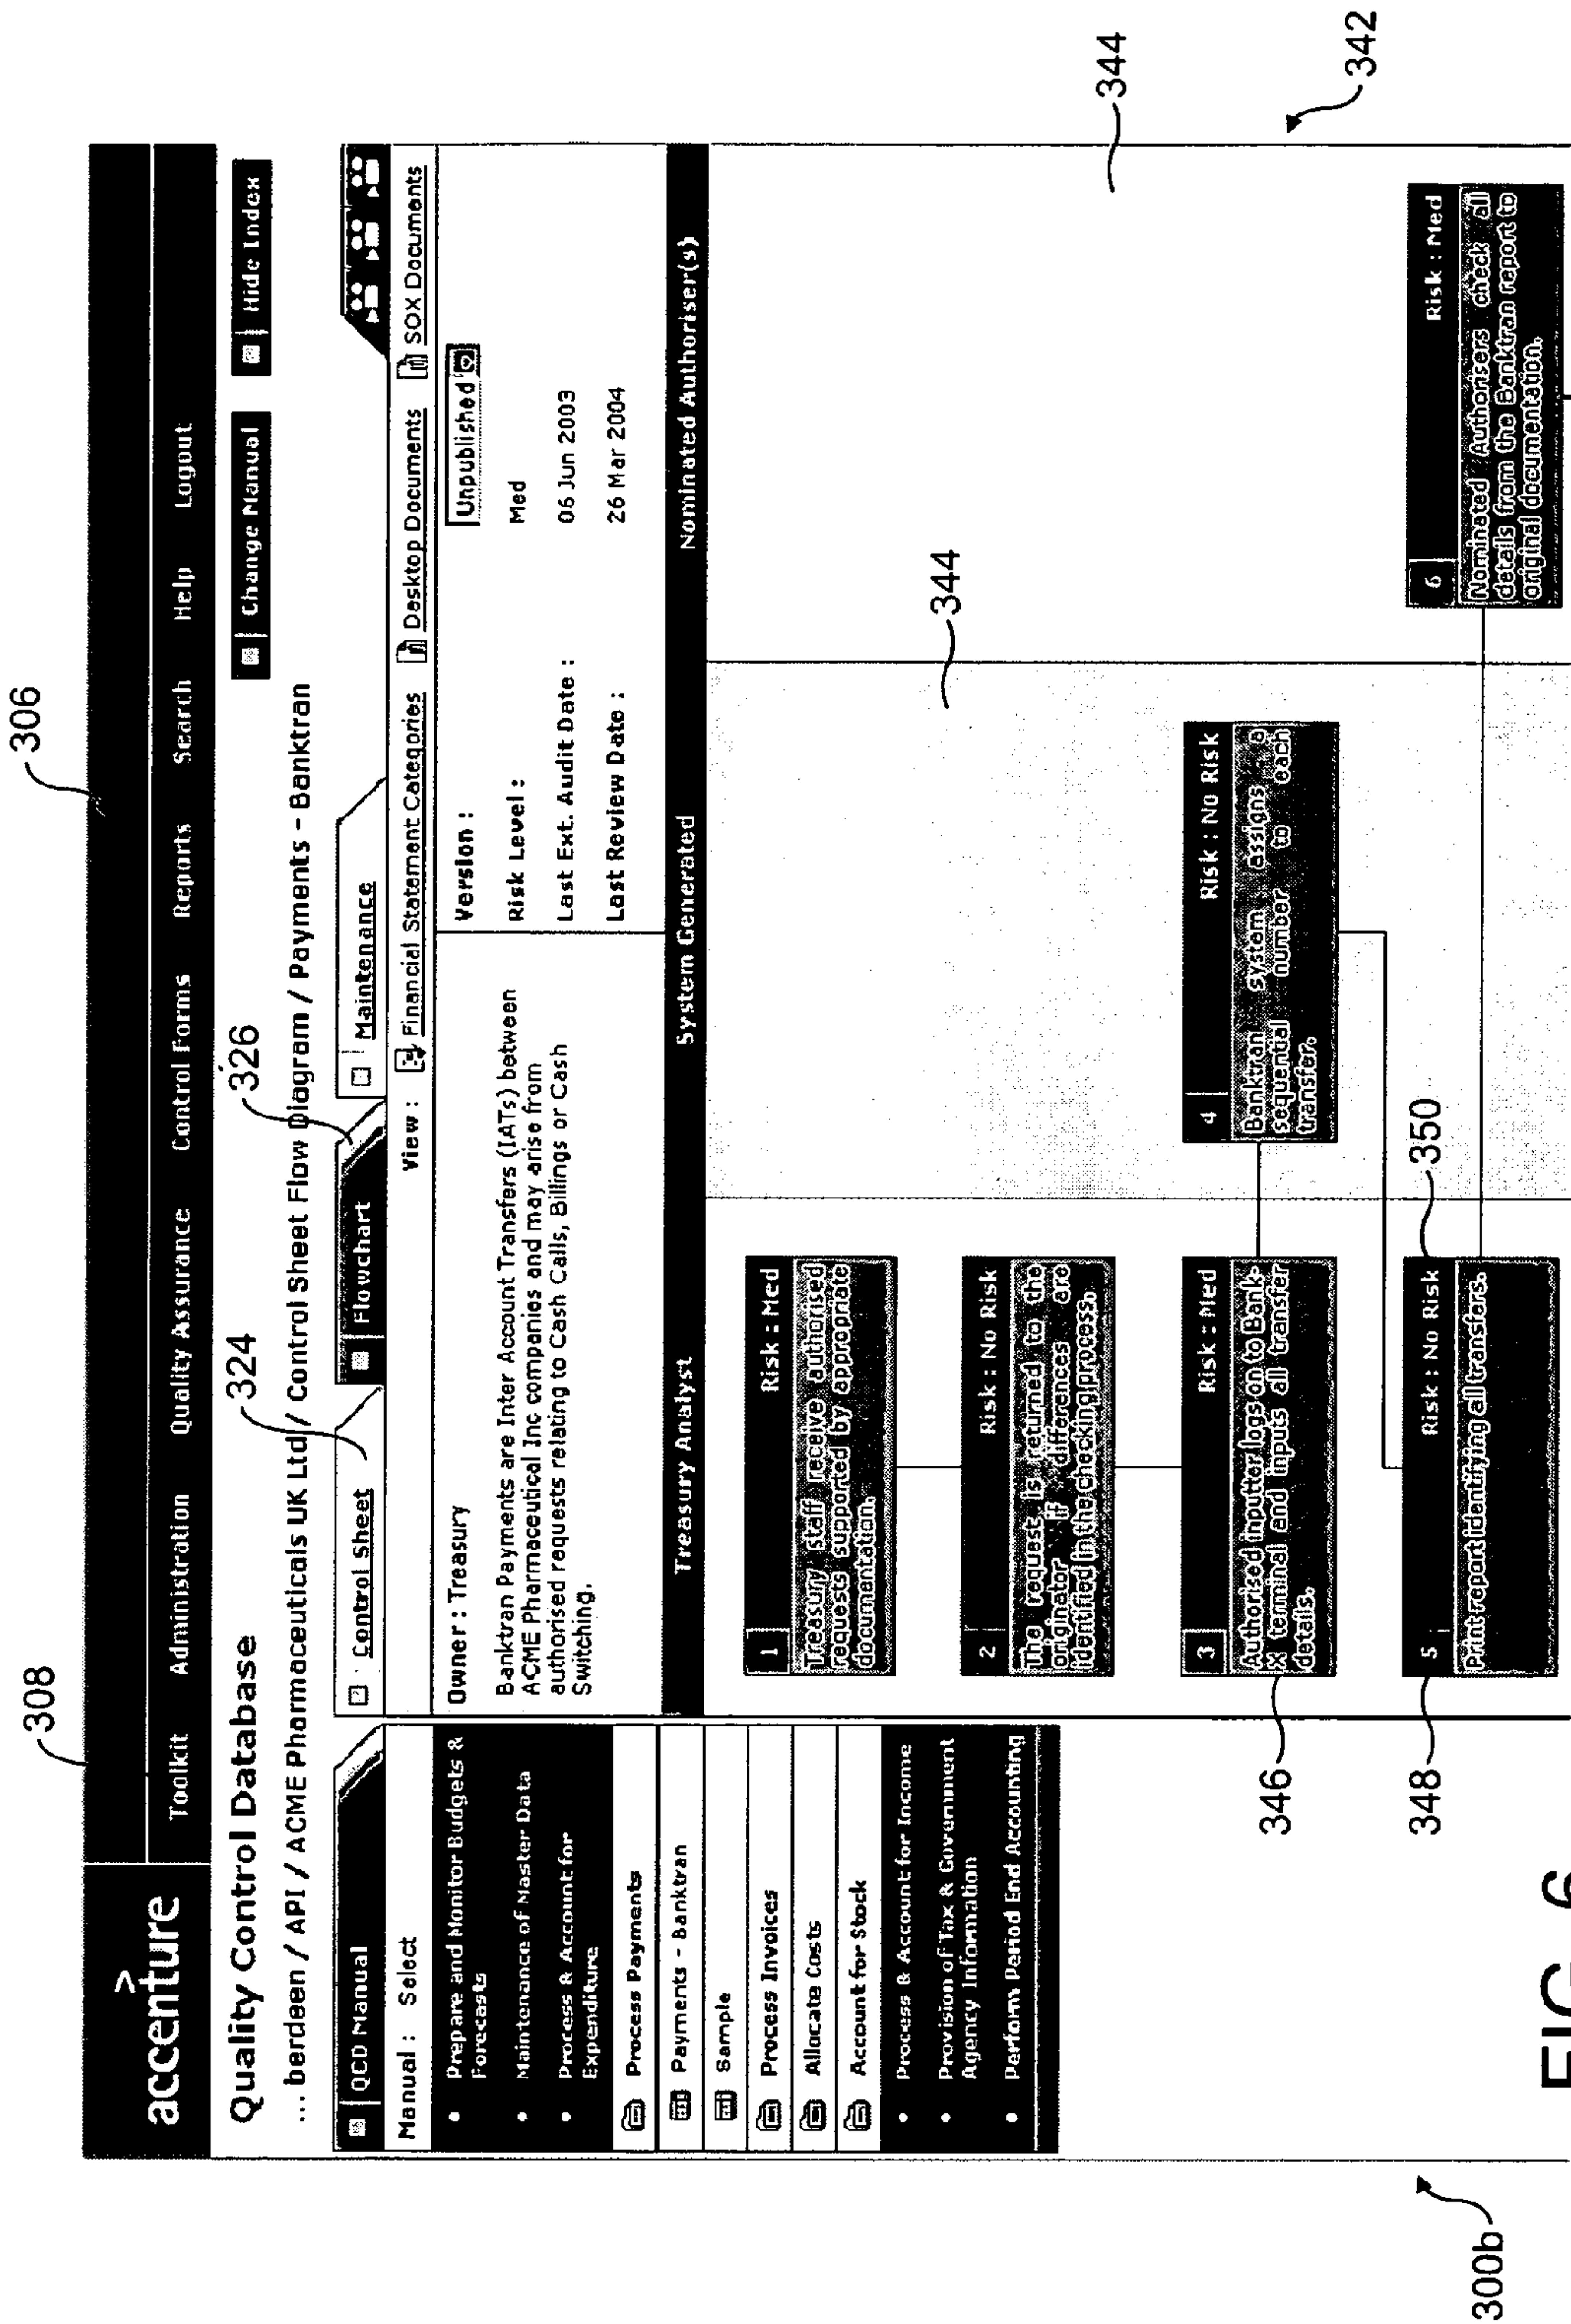 306
308
accenture
>
Toolkit Administration Quality Assurance Control Forms Reports Search Help Logout
Quality Control Database
Change Manual
Hide Index
... berdeen / API / ACME Pharmaceuticals UK Ltd / Control Sheet Flow Diagram / Payments - Banktran
324
326
QCD Manual
Control Sheet
Flowchart
Maintenance
Manual : Select
View : Financial Statement Categories Desktop Documents SOX Documents
Prepare and Monitor Budgets &
Forecasts
Maintenance of Master Data
Process & Account for
Expenditure
Process Payments
Payments - Banktran
Sample
Process Invoices
Allocate Costs
Account for Stock
Process & Account for Income
Provision of Tax & Government
Agency Information
Perform Period End Accounting
Owner : Treasury
Banktran Payments are Inter Account Transfers (IATs) between
ACME Pharmaceutical Inc companies and may arise from
authorised requests relating to Cash Calls, Billings or Cash
Switching.
Version : Unpublished
Risk Level : Med
Last Ext. Audit Date : 06 Jun 2003
Last Review Date : 26 Mar 2004
Treasury Analyst System Generated Nominated Authoriser(s)
344
344
342
1 Risk : Med
Treasury staff receive authorised
requests supported by appropriate
documentation.
2 Risk : No Risk
The request is returned to the
originator if differences are
identified in the checking process.
3 Risk : Med
Authorised inputter logs on to Bank-
X terminal and inputs all transfer
details.
346
4 Risk : No Risk
Banktran system assigns a
sequential number to each
transfer.
350
5 Risk : No Risk
Print report identifying all transfers.
348
6 Risk : Med
Nominated Authorisers check all
details from the Banktran report to
original documentation.
300b
FIG. 6